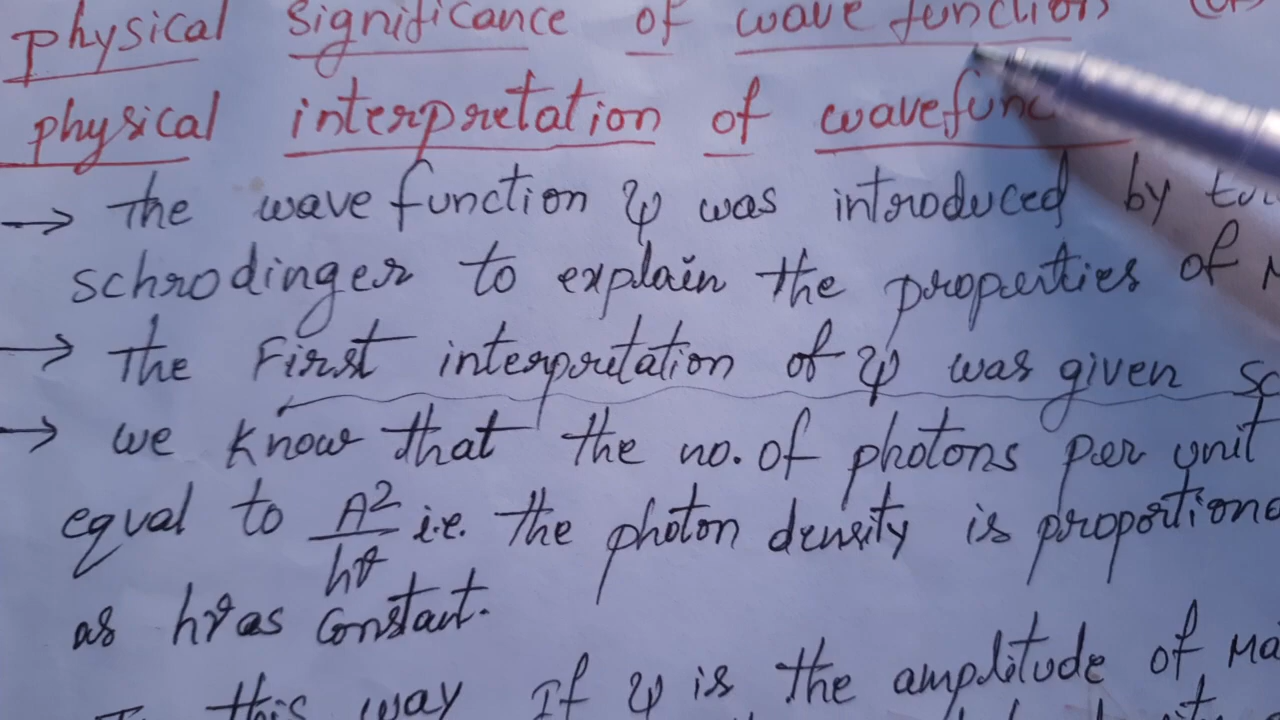 physical significance of wave function (or)
physical interpretation of wavefunc
→ The wave function ψ was introduced by
schrodinger to explain the properties of
→ The First interpretation of ψ was given
→ we know that the no. of photons per unit
equal to A²/hν i.e. the photon density is proportiona
as hν as constant.
this way If ψ is the amplitude of Ma